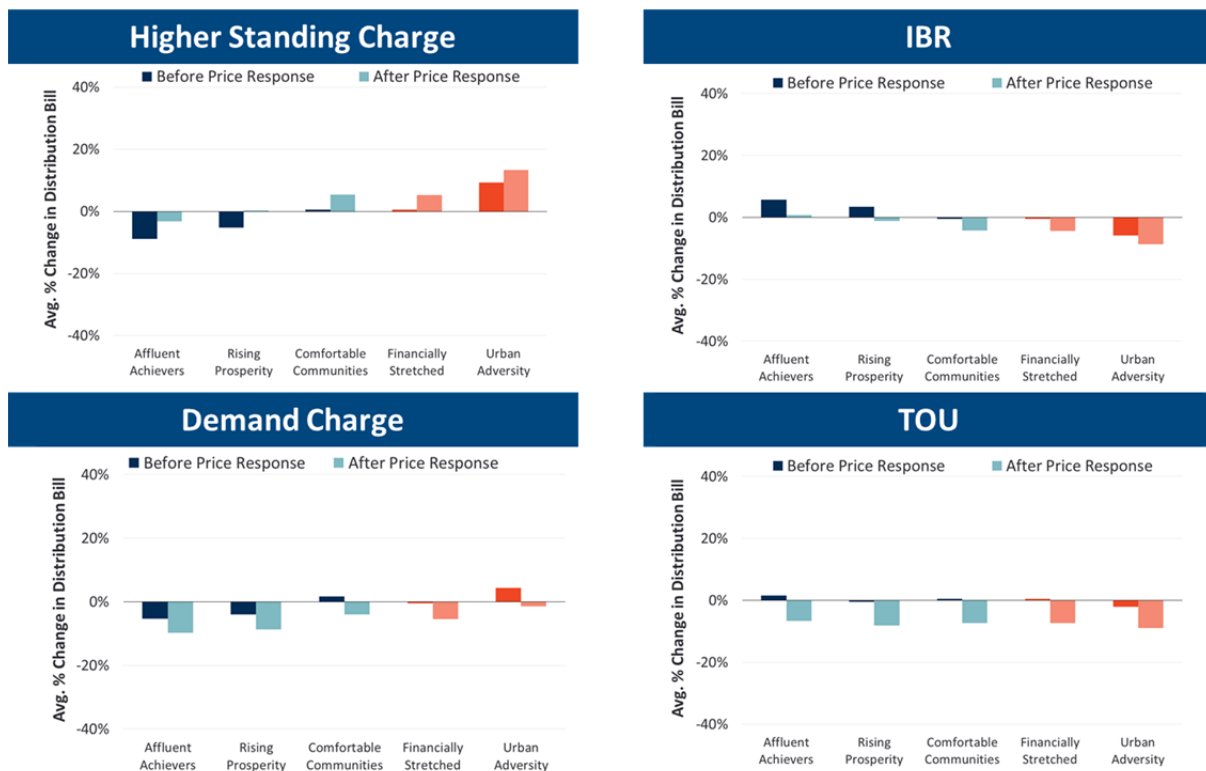 Higher Standing Charge
Before Price Response After Price Response
Avg. % Change in Distribution Bill
40%
20%
0%
-20%
-40%
Affluent Achievers
Rising Prosperity
Comfortable Communities
Financially Stretched
Urban Adversity
IBR
Before Price Response After Price Response
Avg. % Change in Distribution Bill
40%
20%
0%
-20%
-40%
Affluent Achievers
Rising Prosperity
Comfortable Communities
Financially Stretched
Urban Adversity
Demand Charge
Before Price Response After Price Response
Avg. % Change in Distribution Bill
40%
20%
0%
-20%
-40%
Affluent Achievers
Rising Prosperity
Comfortable Communities
Financially Stretched
Urban Adversity
TOU
Before Price Response After Price Response
Avg. % Change in Distribution Bill
40%
20%
0%
-20%
-40%
Affluent Achievers
Rising Prosperity
Comfortable Communities
Financially Stretched
Urban Adversity